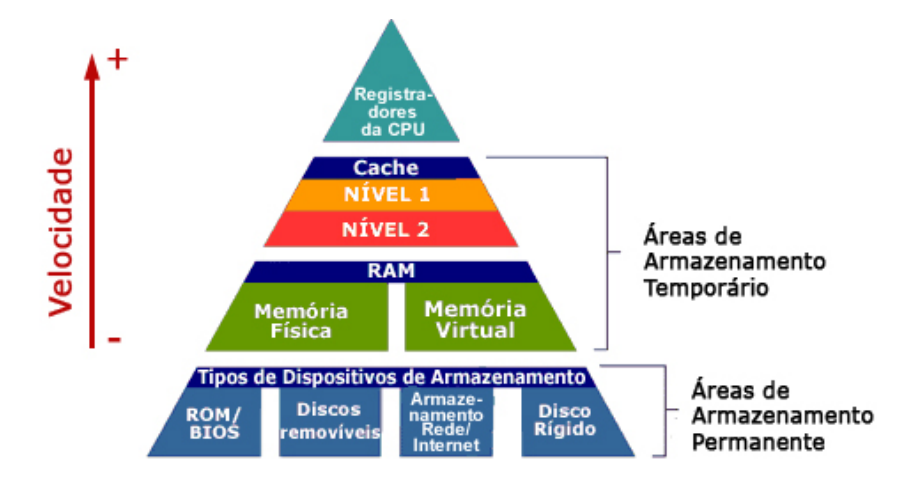 +
Velocidade
-
Registra-
dores
da CPU
Cache
NÍVEL 1
NÍVEL 2
RAM
Memória
Física
Memória
Virtual
Áreas de
Armazenamento
Temporário
Tipos de Dispositivos de Armazenamento
ROM/
BIOS
Discos
removíveis
Armaze-
namento
Rede/
Internet
Disco
Rígido
Áreas de
Armazenamento
Permanente